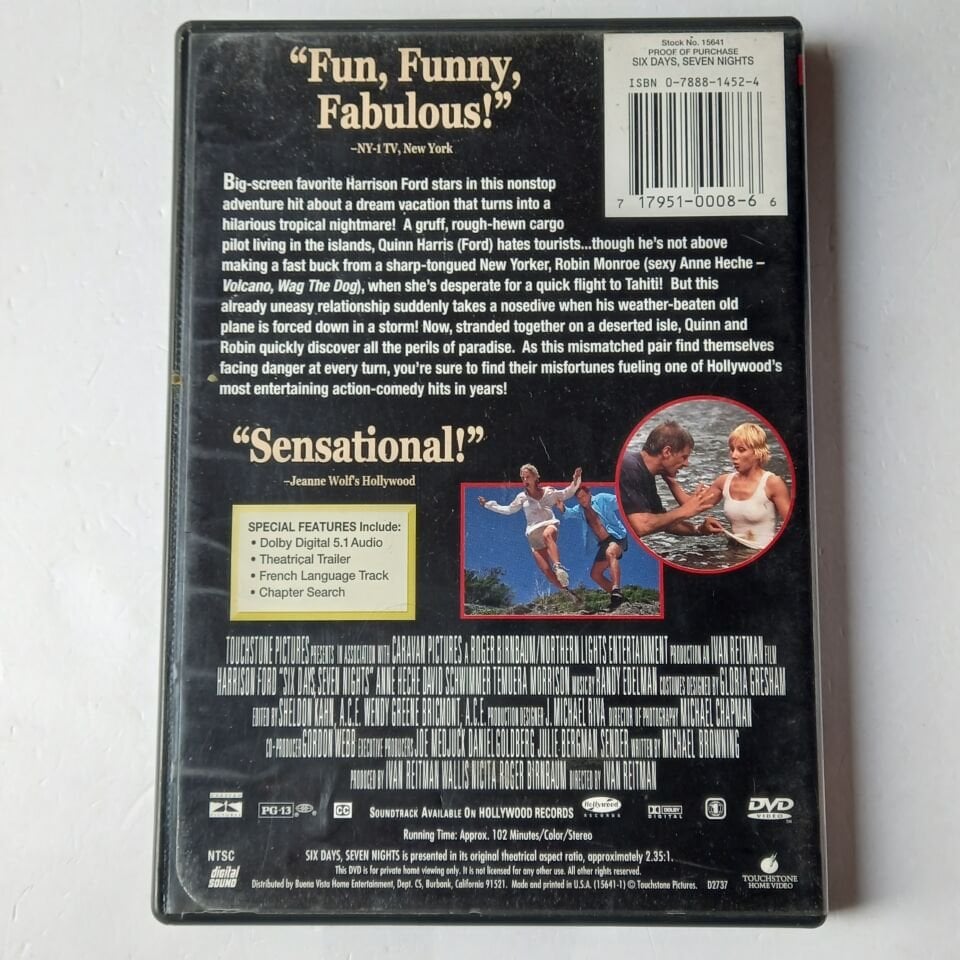 “Fun, Funny,
Fabulous!”
–NY-1 TV, New York
Stock No. 15641
PROOF OF PURCHASE
SIX DAYS, SEVEN NIGHTS
ISBN 0-7888-1452-4
7 17951-0008-6 6
Big-screen favorite Harrison Ford stars in this nonstop
adventure hit about a dream vacation that turns into a
hilarious tropical nightmare! A gruff, rough-hewn cargo
pilot living in the islands, Quinn Harris (Ford) hates tourists...though he's not above
making a fast buck from a sharp-tongued New Yorker, Robin Monroe (sexy Anne Heche –
Volcano, Wag The Dog), when she's desperate for a quick flight to Tahiti! But this
already uneasy relationship suddenly takes a nosedive when his weather-beaten old
plane is forced down in a storm! Now, stranded together on a deserted isle, Quinn and
Robin quickly discover all the perils of paradise. As this mismatched pair find themselves
facing danger at every turn, you're sure to find their misfortunes fueling one of Hollywood's
most entertaining action-comedy hits in years!
“Sensational!”
–Jeanne Wolf's Hollywood
SPECIAL FEATURES Include:
• Dolby Digital 5.1 Audio
• Theatrical Trailer
• French Language Track
• Chapter Search
TOUCHSTONE PICTURES PRESENTS IN ASSOCIATION WITH CARAVAN PICTURES A ROGER BIRNBAUM/NORTHERN LIGHTS ENTERTAINMENT PRODUCTION AN IVAN REITMAN FILM
HARRISON FORD "SIX DAYS, SEVEN NIGHTS" ANNE HECHE DAVID SCHWIMMER TEMUERA MORRISON MUSIC BY RANDY EDELMAN COSTUMES DESIGNED BY GLORIA GRESHAM
EDITED BY SHELDON KAHN, A.C.E. WENDY GREENE BRICMONT, A.C.E. PRODUCTION DESIGNER J. MICHAEL RIVA DIRECTOR OF PHOTOGRAPHY MICHAEL CHAPMAN
CO-PRODUCER GORDON WEBB EXECUTIVE PRODUCERS JOE MEDJUCK DANIEL GOLDBERG JULIE BERGMAN SENDER WRITTEN BY MICHAEL BROWNING
PRODUCED BY IVAN REITMAN WALLIS NICITA ROGER BIRNBAUM DIRECTED BY IVAN REITMAN
PG-13
CC
SOUNDTRACK AVAILABLE ON HOLLYWOOD RECORDS
Hollywood
RECORDS
DOLBY
DIGITAL
DVD
VIDEO
Running Time: Approx. 102 Minutes/Color/Stereo
NTSC
digital
SOUND
SIX DAYS, SEVEN NIGHTS is presented in its original theatrical aspect ratio, approximately 2.35:1.
This DVD is for private home viewing only. It is not licensed for any other use. All other rights reserved.
Distributed by Buena Vista Home Entertainment, Dept. CS, Burbank, California 91521. Made and printed in U.S.A. (15641-1) © Touchstone Pictures. D2737
TOUCHSTONE
HOME VIDEO